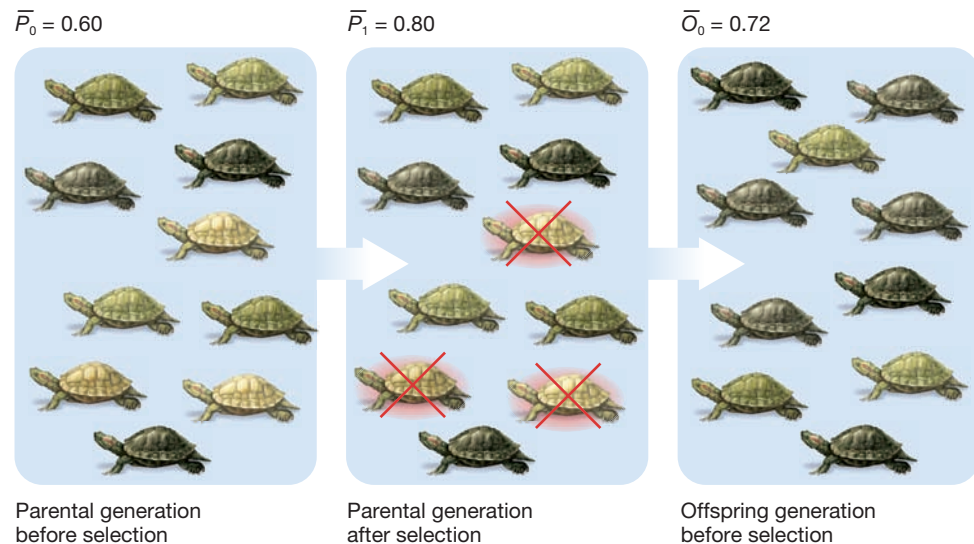 P̅₀ = 0.60
P̅₁ = 0.80
O̅₀ = 0.72
Parental generation
before selection
Parental generation
after selection
Offspring generation
before selection